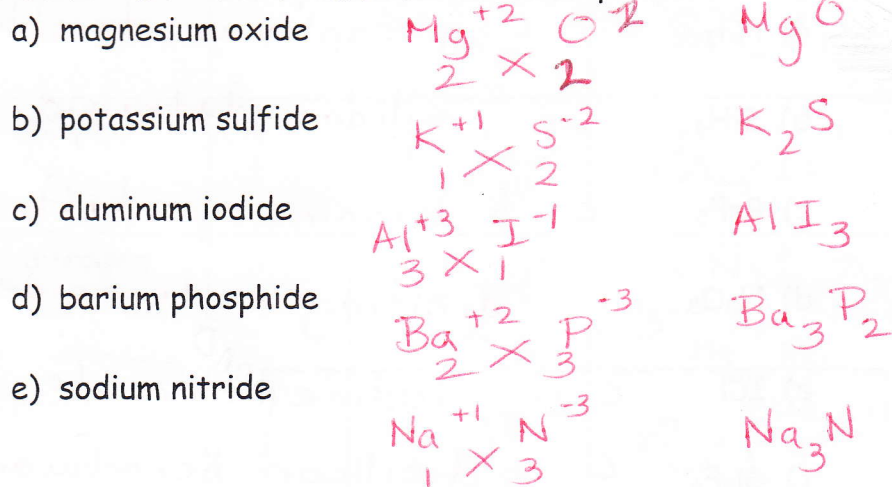 a) magnesium oxide Mg+2 O-2 MgO
2 × 2
b) potassium sulfide K+1 S-2 K2S
1 × 2
c) aluminum iodide Al+3 I-1 AlI3
3 × 1
d) barium phosphide Ba+2 P-3 Ba3P2
2 × 3
e) sodium nitride Na+1 N-3 Na3N
1 × 3